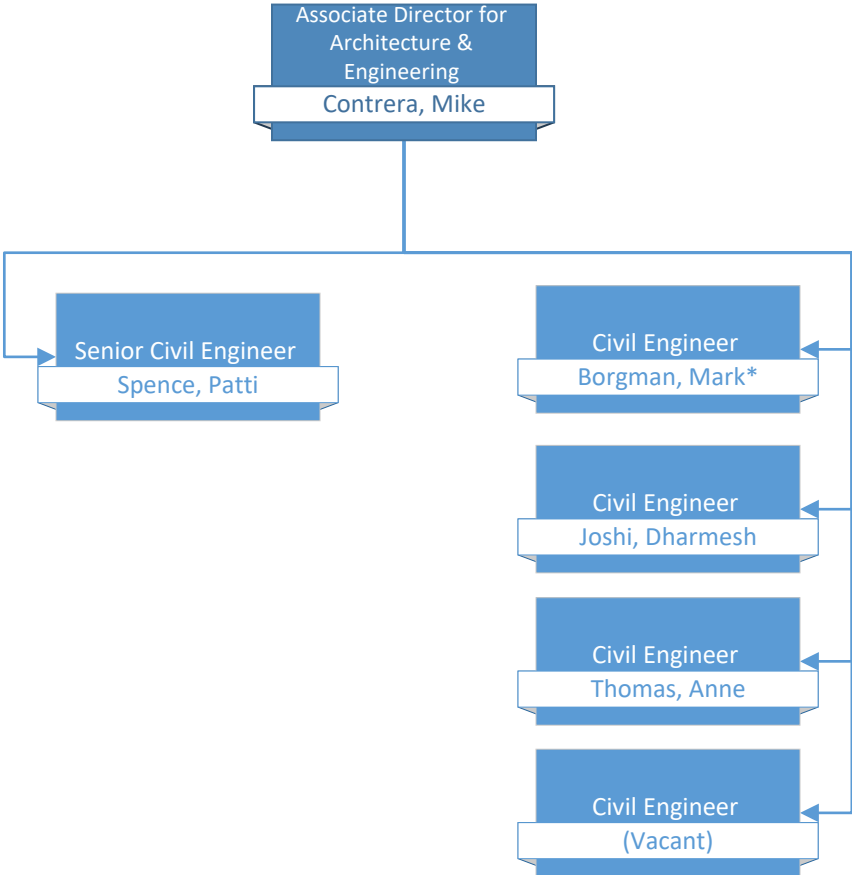 Associate Director for
Architecture &
Engineering
Contrera, Mike
Senior Civil Engineer
Spence, Patti
Civil Engineer
Borgman, Mark*
Civil Engineer
Joshi, Dharmesh
Civil Engineer
Thomas, Anne
Civil Engineer
(Vacant)